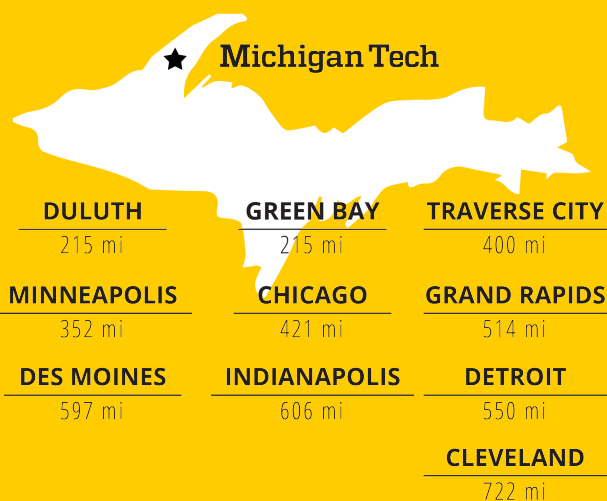 Michigan Tech
DULUTH
215 mi
GREEN BAY
215 mi
TRAVERSE CITY
400 mi
MINNEAPOLIS
352 mi
CHICAGO
421 mi
GRAND RAPIDS
514 mi
DES MOINES
597 mi
INDIANAPOLIS
606 mi
DETROIT
550 mi
CLEVELAND
722 mi